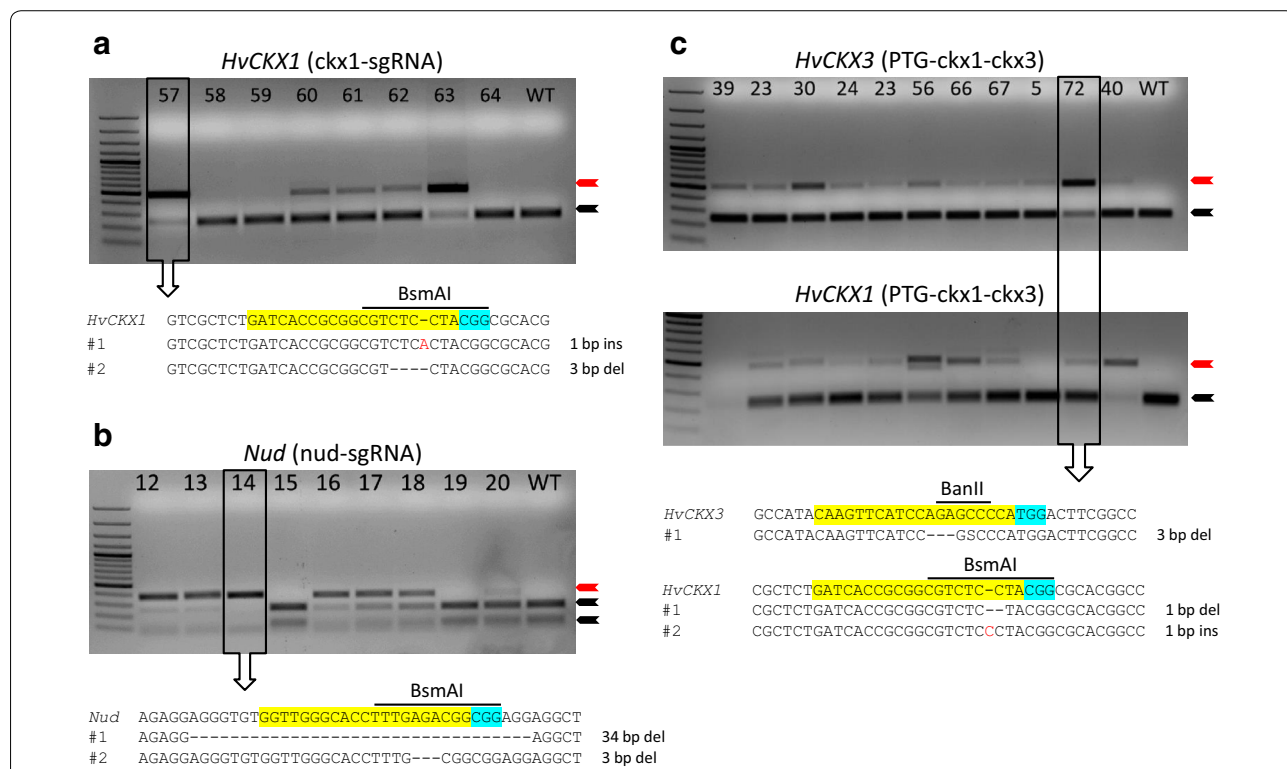 a
HvCKX1 (ckx1-sgRNA)
57 58 59 60 61 62 63 64 WT
BsmAI
HvCKX1 GTCGCTCTGATCACCGCGGCGTCTC-CTACGGCGCACG
#1 GTCGCTCTGATCACCGCGGCGTCTCACTACGGCGCACG 1 bp ins
#2 GTCGCTCTGATCACCGCGGCGT----CTACGGCGCACG 3 bp del
b
Nud (nud-sgRNA)
12 13 14 15 16 17 18 19 20 WT
BsmAI
Nud AGAGGAGGGTGTGGTTGGGCACCTTTGAGACGGCGGAGGAGGCT
#1 AGAGG----------------------------------AGGCT 34 bp del
#2 AGAGGAGGGTGTGGTTGGGCACCTTTG---CGGCGGAGGAGGCT 3 bp del
c
HvCKX3 (PTG-ckx1-ckx3)
39 23 30 24 23 56 66 67 5 72 40 WT
HvCKX1 (PTG-ckx1-ckx3)
BanII
HvCKX3 GCCATACAAGTTCATCCAGAGCCCCATGGACTTCGGCC
#1 GCCATACAAGTTCATCC---GSCCCATGGACTTCGGCC 3 bp del
BsmAI
HvCKX1 CGCTCTGATCACCGCGGCGTCTC-CTACGGCGCACGGCC
#1 CGCTCTGATCACCGCGGCGTCTC--TACGGCGCACGGCC 1 bp del
#2 CGCTCTGATCACCGCGGCGTCTCCCTACGGCGCACGGCC 1 bp ins